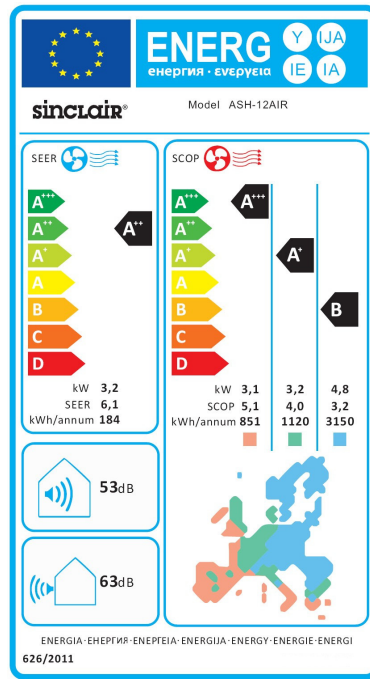 ENERG
енергия · ενεργεια
Y IJA
IE IA
sinclair®
Model ASH-12AIR
SEER
A+++
A++
A+
A
B
C
D
A++
kW 3,2
SEER 6,1
kWh/annum 184
SCOP
A+++
A++
A+
A
B
C
D
A+++
A+
B
kW 3,1 3,2 4,8
SCOP 5,1 4,0 3,2
kWh/annum 851 1120 3150
53dB
63dB
ENERGIA·ЕНЕРГИЯ·ΕΝΕΡΓΕΙΑ·ENERGIJA·ENERGY·ENERGIE·ENERGI
626/2011